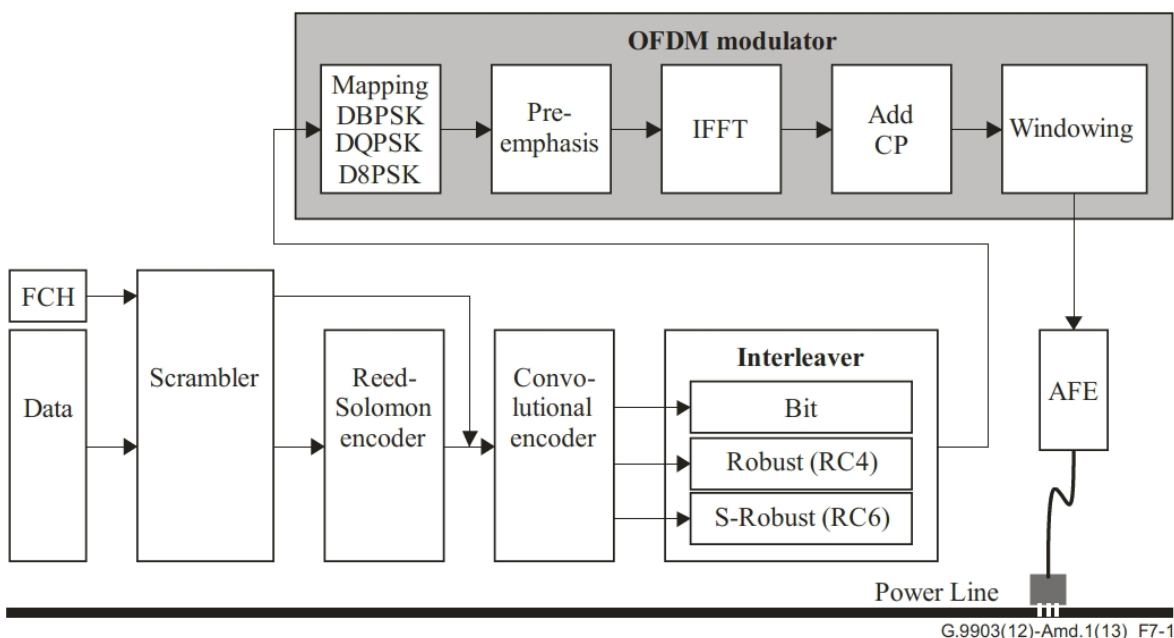 OFDM modulator
Mapping
DBPSK
DQPSK
D8PSK
Pre-
emphasis
IFFT
Add
CP
Windowing
FCH
Data
Scrambler
Reed-
Solomon
encoder
Convo-
lutional
encoder
Interleaver
Bit
Robust (RC4)
S-Robust (RC6)
AFE
Power Line
G.9903(12)-Amd.1(13)_F7-1